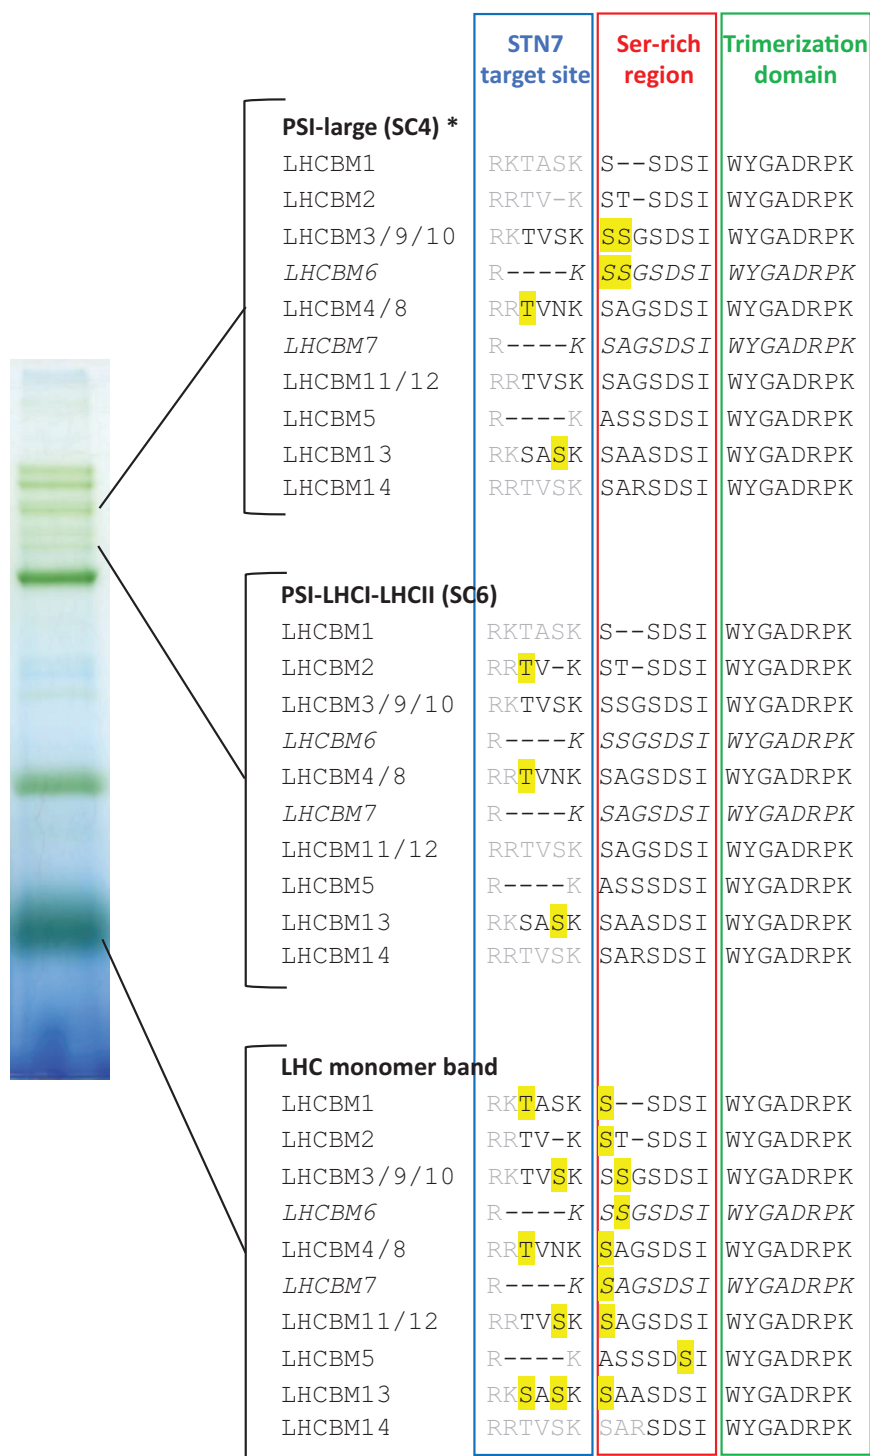 STN7 target site Ser-rich region Trimerization domain
PSI-large (SC4) *
LHCBM1 RKTASK S--SDSI WYGADRPK
LHCBM2 RRTV-K ST-SDSI WYGADRPK
LHCBM3/9/10 RKTVSK SSGSDSI WYGADRPK
LHCBM6 R----K SSGSDSI WYGADRPK
LHCBM4/8 RRTVNK SAGSDSI WYGADRPK
LHCBM7 R----K SAGSDSI WYGADRPK
LHCBM11/12 RRTVSK SAGSDSI WYGADRPK
LHCBM5 R----K ASSSDSI WYGADRPK
LHCBM13 RKSASK SAASDSI WYGADRPK
LHCBM14 RRTVSK SARSDSI WYGADRPK
PSI-LHCI-LHCII (SC6)
LHCBM1 RKTASK S--SDSI WYGADRPK
LHCBM2 RRTV-K ST-SDSI WYGADRPK
LHCBM3/9/10 RKTVSK SSGSDSI WYGADRPK
LHCBM6 R----K SSGSDSI WYGADRPK
LHCBM4/8 RRTVNK SAGSDSI WYGADRPK
LHCBM7 R----K SAGSDSI WYGADRPK
LHCBM11/12 RRTVSK SAGSDSI WYGADRPK
LHCBM5 R----K ASSSDSI WYGADRPK
LHCBM13 RKSASK SAASDSI WYGADRPK
LHCBM14 RRTVSK SARSDSI WYGADRPK
LHC monomer band
LHCBM1 RKTASK S--SDSI WYGADRPK
LHCBM2 RRTV-K ST-SDSI WYGADRPK
LHCBM3/9/10 RKTVSK SSGSDSI WYGADRPK
LHCBM6 R----K SSGSDSI WYGADRPK
LHCBM4/8 RRTVNK SAGSDSI WYGADRPK
LHCBM7 R----K SAGSDSI WYGADRPK
LHCBM11/12 RRTVSK SAGSDSI WYGADRPK
LHCBM5 R----K ASSSDSI WYGADRPK
LHCBM13 RKSASK SAASDSI WYGADRPK
LHCBM14 RRTVSK SARSDSI WYGADRPK